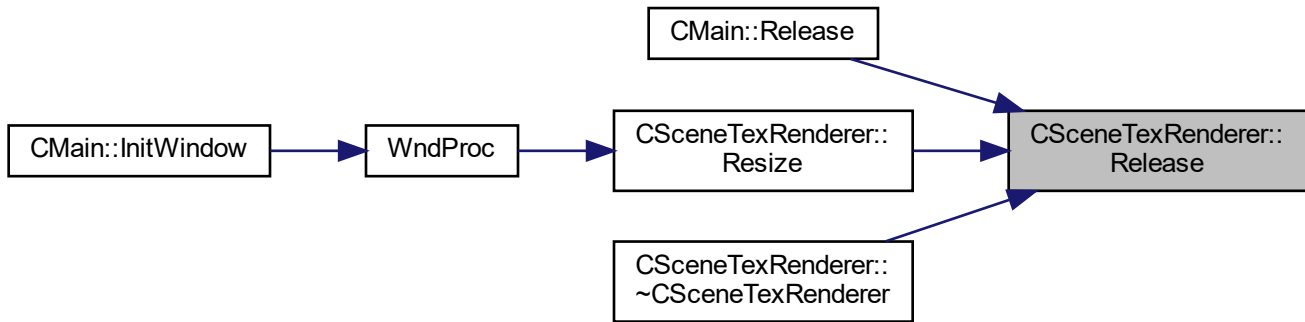 CMain::Release
CMain::InitWindow
WndProc
CSceneTexRenderer::
Resize
CSceneTexRenderer::
Release
CSceneTexRenderer::
~CSceneTexRenderer